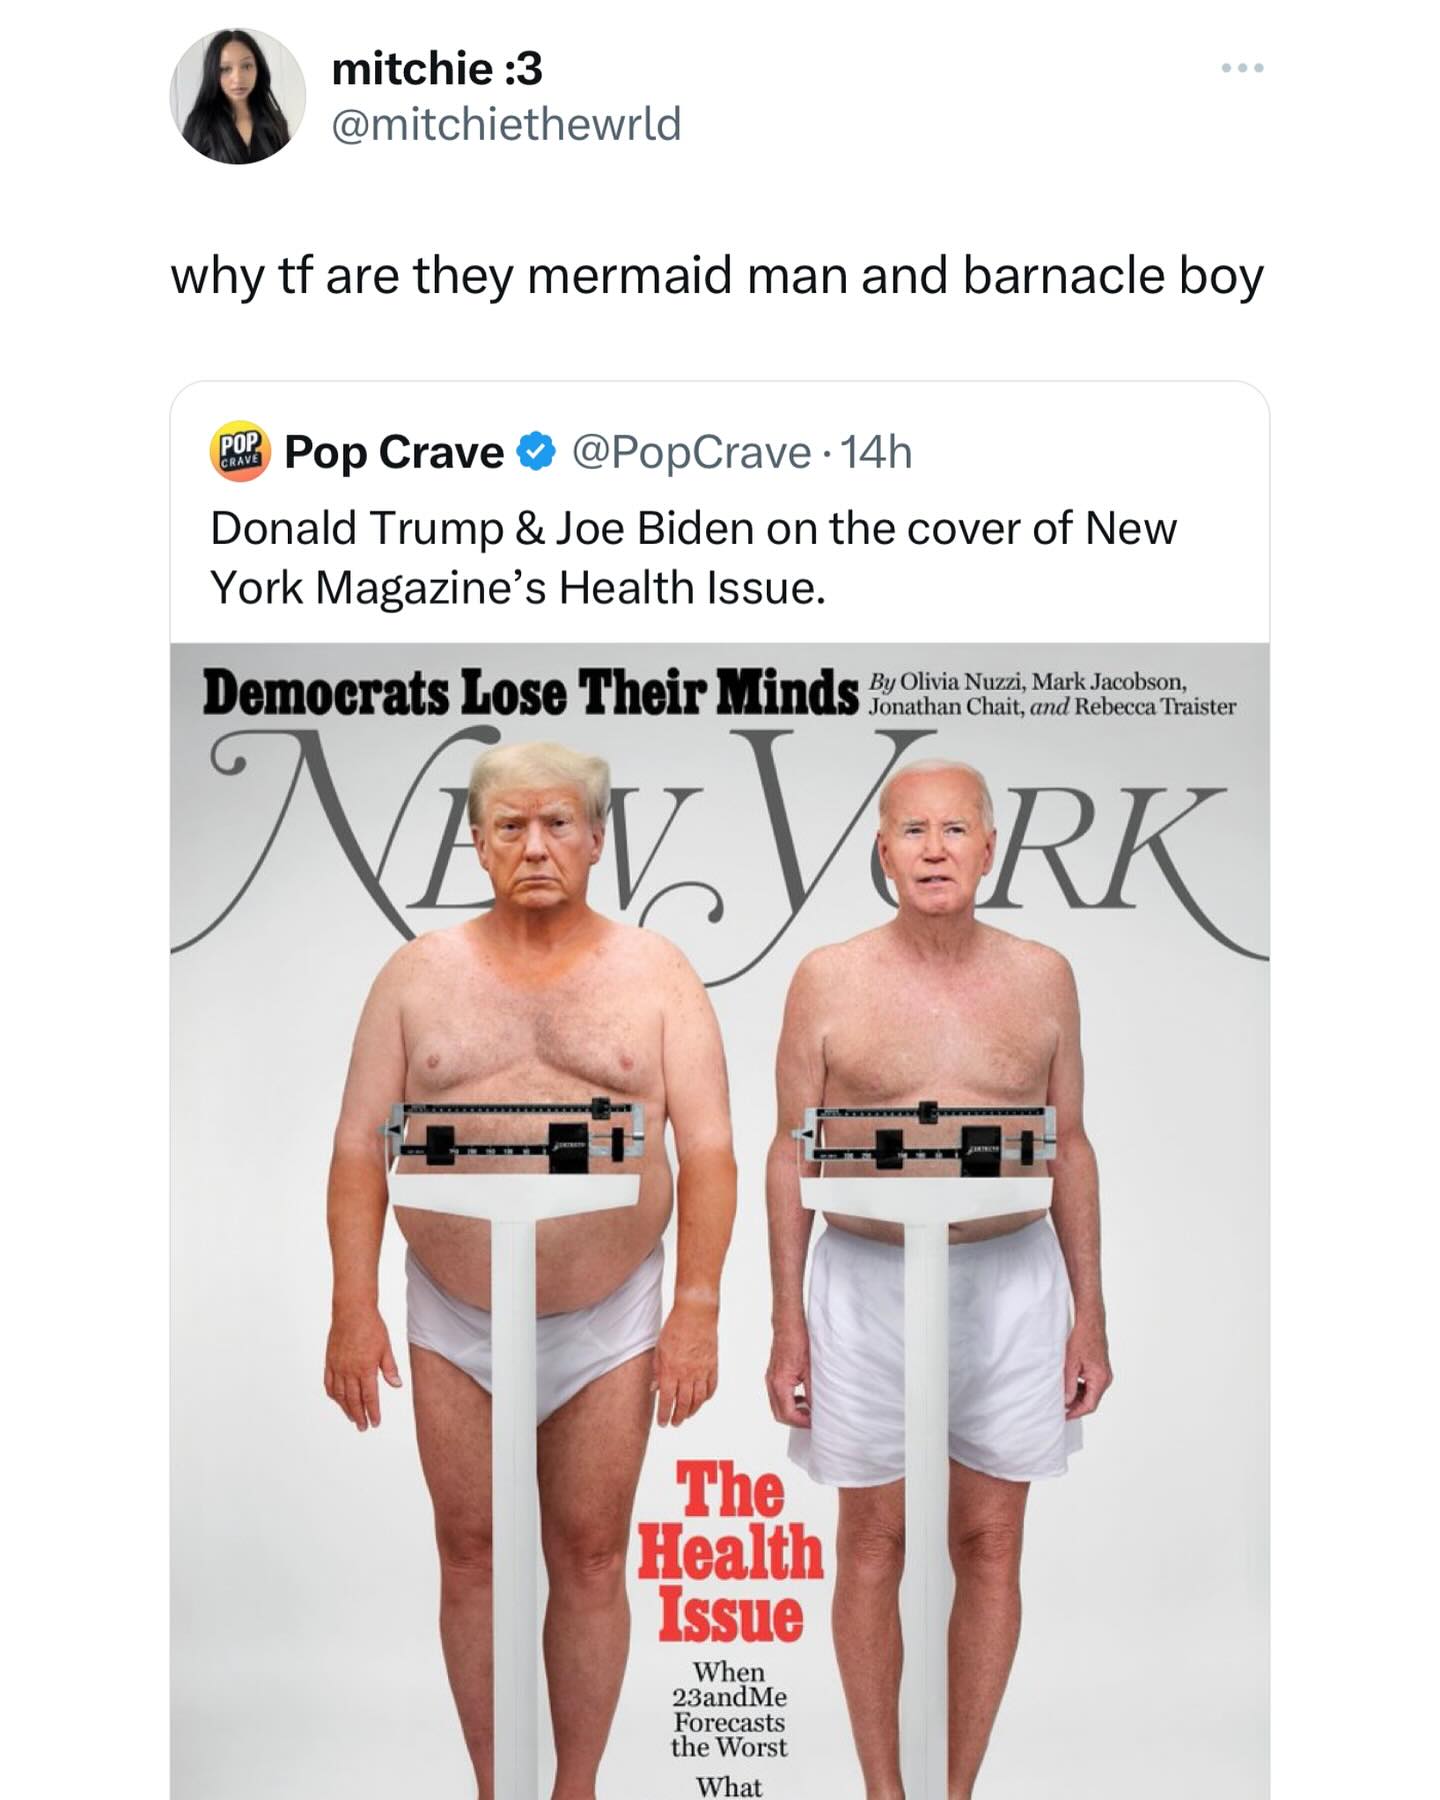 mitchie :3
@mitchiethewrld
why tf are they mermaid man and barnacle boy
POP
CRAVE
Pop Crave @PopCrave · 14h
Donald Trump & Joe Biden on the cover of New
York Magazine’s Health Issue.
Democrats Lose Their Minds
By Olivia Nuzzi, Mark Jacobson,
Jonathan Chait, and Rebecca Traister
NEW YORK
The
Health
Issue
When
23andMe
Forecasts
the Worst
What